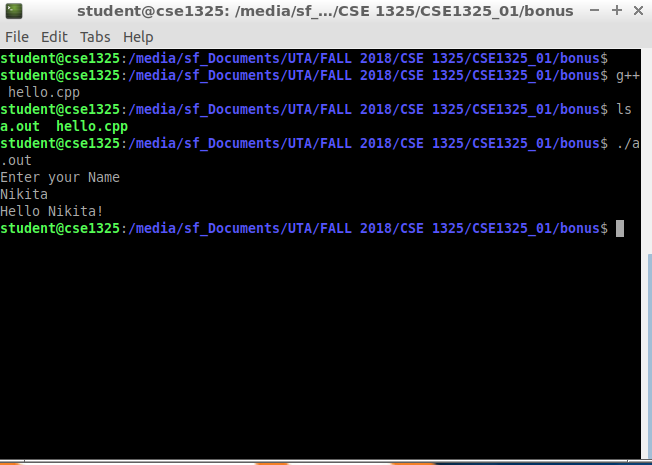 student@cse1325: /media/sf_.../CSE 1325/CSE1325_01/bonus
File Edit Tabs Help
student@cse1325:/media/sf_Documents/UTA/FALL 2018/CSE 1325/CSE1325_01/bonus$
student@cse1325:/media/sf_Documents/UTA/FALL 2018/CSE 1325/CSE1325_01/bonus$ g++
 hello.cpp
student@cse1325:/media/sf_Documents/UTA/FALL 2018/CSE 1325/CSE1325_01/bonus$ ls
a.out  hello.cpp
student@cse1325:/media/sf_Documents/UTA/FALL 2018/CSE 1325/CSE1325_01/bonus$ ./a
.out
Enter your Name
Nikita
Hello Nikita!
student@cse1325:/media/sf_Documents/UTA/FALL 2018/CSE 1325/CSE1325_01/bonus$